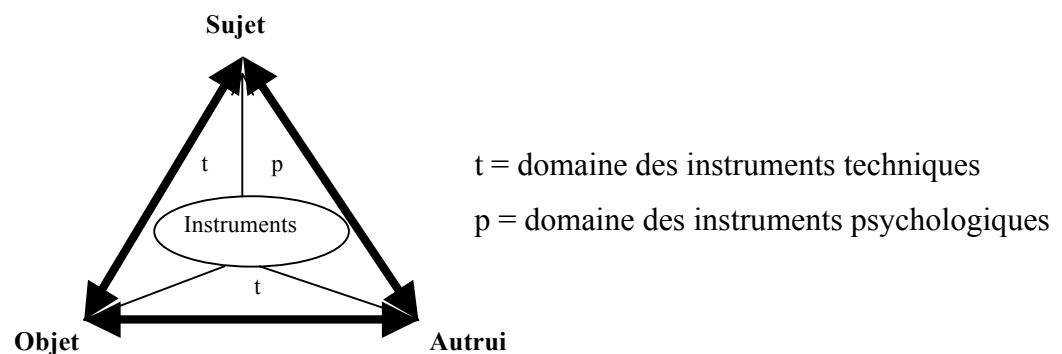 Sujet
t
p
t = domaine des instruments techniques
p = domaine des instruments psychologiques
Instruments
t
Objet
Autrui